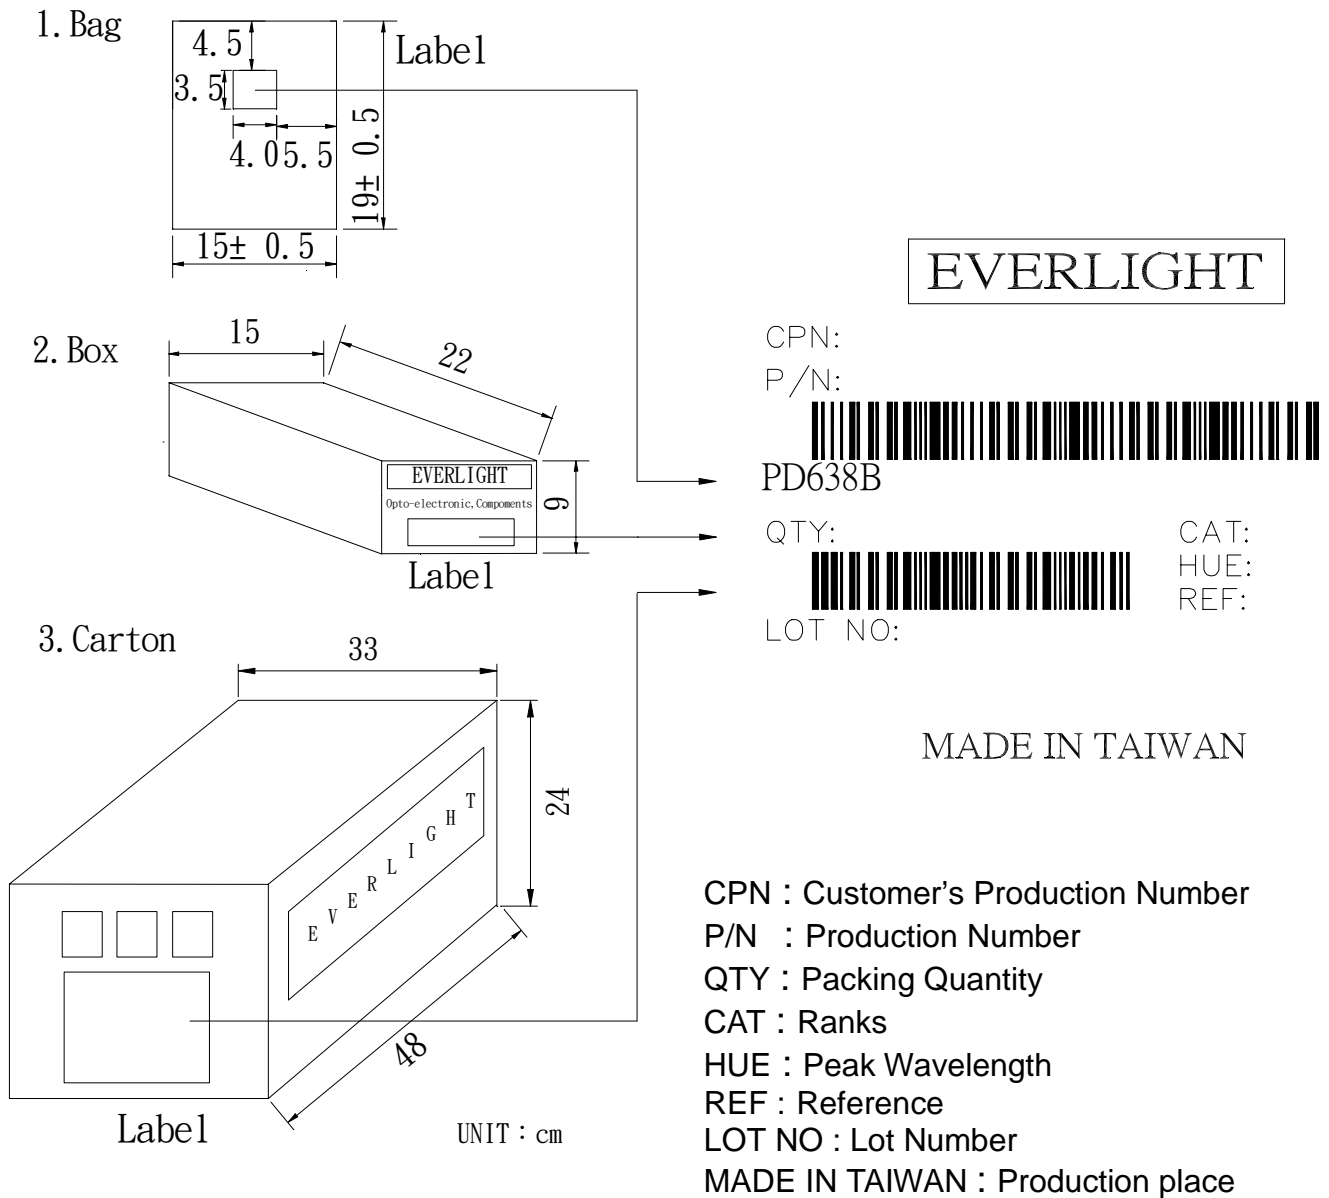 1. Bag
4.5
Label
3.5
4.0
5.5
19± 0.5
15± 0.5
EVERLIGHT
CPN:
P/N:
PD638B
QTY:
CAT:
HUE:
REF:
LOT NO:
MADE IN TAIWAN
2. Box
15
22
EVERLIGHT
Opto-electronic, Compoments
9
Label
3. Carton
33
24
EVERLIGHT
48
Label
UNIT : cm
CPN : Customer's Production Number
P/N : Production Number
QTY : Packing Quantity
CAT : Ranks
HUE : Peak Wavelength
REF : Reference
LOT NO : Lot Number
MADE IN TAIWAN : Production place